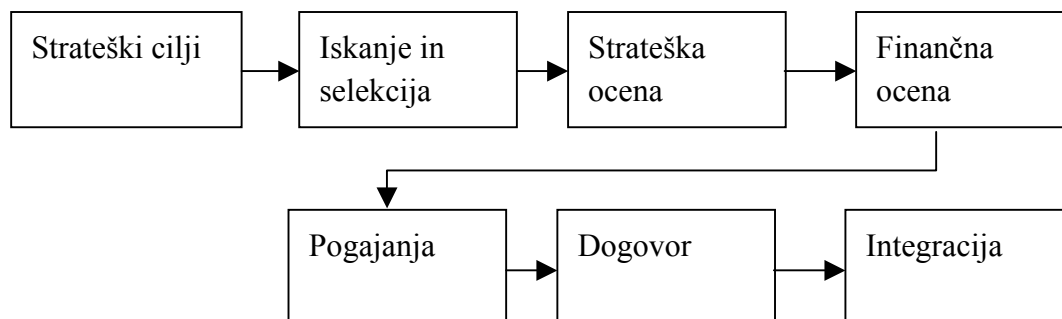 Strateški cilji
Iskanje in
selekcija
Strateška
ocena
Finančna
ocena
Pogajanja
Dogovor
Integracija